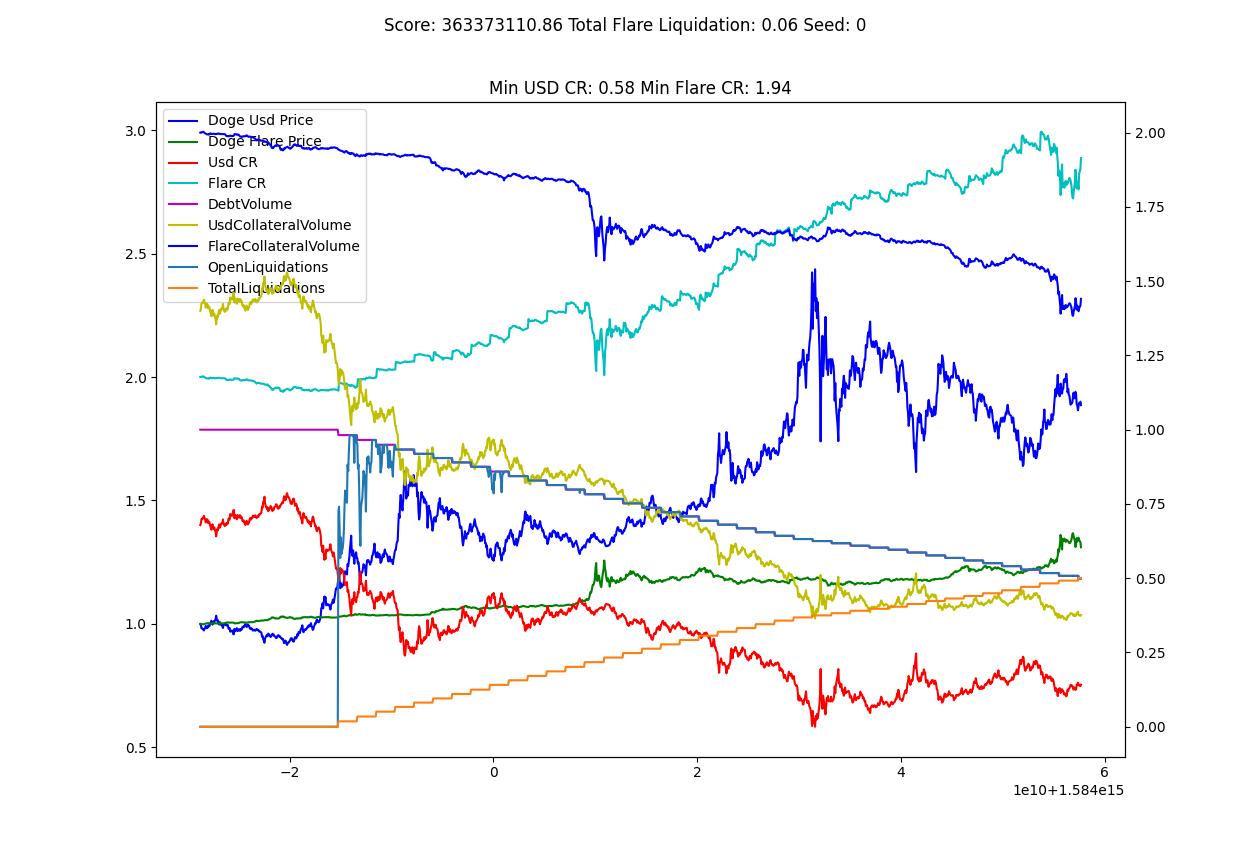 Score: 363373110.86 Total Flare Liquidation: 0.06 Seed: 0
Min USD CR: 0.58 Min Flare CR: 1.94
Doge Usd Price
Doge Flare Price
Usd CR
Flare CR
DebtVolume
UsdCollateralVolume
FlareCollateralVolume
OpenLiquidations
TotalLiquidations
3.0
2.5
2.0
1.5
1.0
0.5
2.00
1.75
1.50
1.25
1.00
0.75
0.50
0.25
0.00
−2 0 2 4 6
1e10+1.584e15